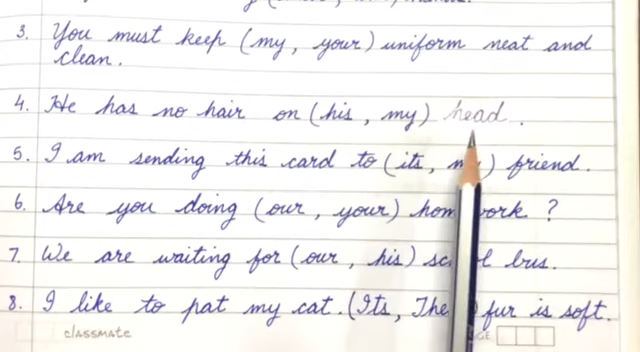 3. You must keep (my, your) uniform neat and
clean.
4. He has no hair on (his, my) head.
5. I am sending this card to (its, ) friend.
6. Are you doing (our, your) ?
7. We are waiting for (our, his) bus.
8. I like to pat my cat. (Its, ) fur is soft.
classmate